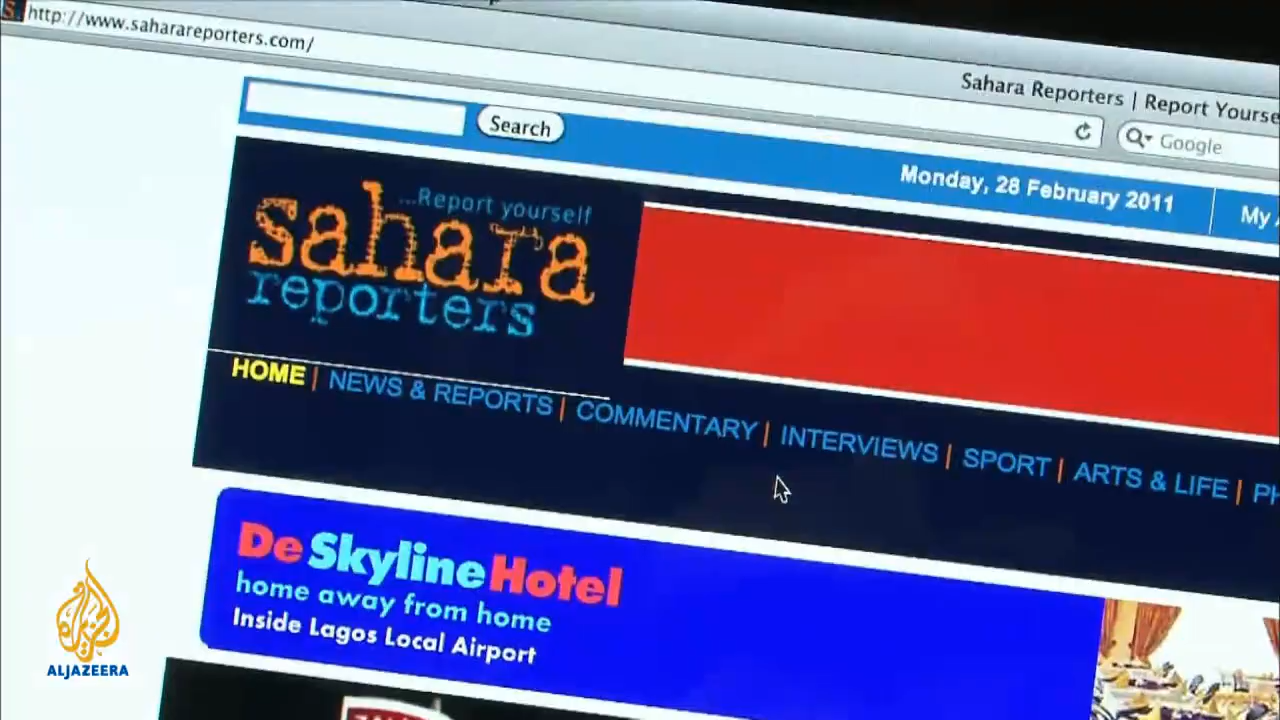 http://www.saharareporters.com/
Sahara Reporters | Report Yourse
Search
Google
Monday, 28 February 2011
My
...Report yourself
sahara
reporters
HOME | NEWS & REPORTS | COMMENTARY | INTERVIEWS | SPORT | ARTS & LIFE | PH
De Skyline Hotel
home away from home
Inside Lagos Local Airport
ALJAZEERA